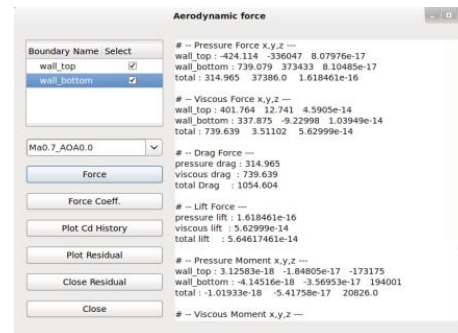 Aerodynamic force
Boundary Name Select
wall_top
wall_bottom
Ma0.7_AOA0.0
Force
Force Coeff.
Plot Cd History
Plot Residual
Close Residual
Close
# -- Pressure Force x,y,z ---
wall_top : -424.114 -336047 8.07976e-17
wall_bottom : 739.079 373433 8.10485e-17
total : 314.965 37386.0 1.618461e-16
# -- Viscous Force x,y,z ---
wall_top : 401.764 12.741 4.5905e-14
wall_bottom : 337.875 -9.22998 1.03949e-14
total : 739.639 3.51102 5.62999e-14
# -- Drag Force ---
pressure drag : 314.965
viscous drag : 739.639
total Drag : 1054.604
# -- Lift Force ---
pressure lift : 1.618461e-16
viscous lift : 5.62999e-14
total lift : 5.64617461e-14
# -- Pressure Moment x,y,z ---
wall_top : 3.12583e-18 -1.84805e-17 -173175
wall_bottom : -4.14516e-18 -3.56953e-17 194001
total : -1.01933e-18 -5.41758e-17 20826.0
# -- Viscous Moment x,y,z ---